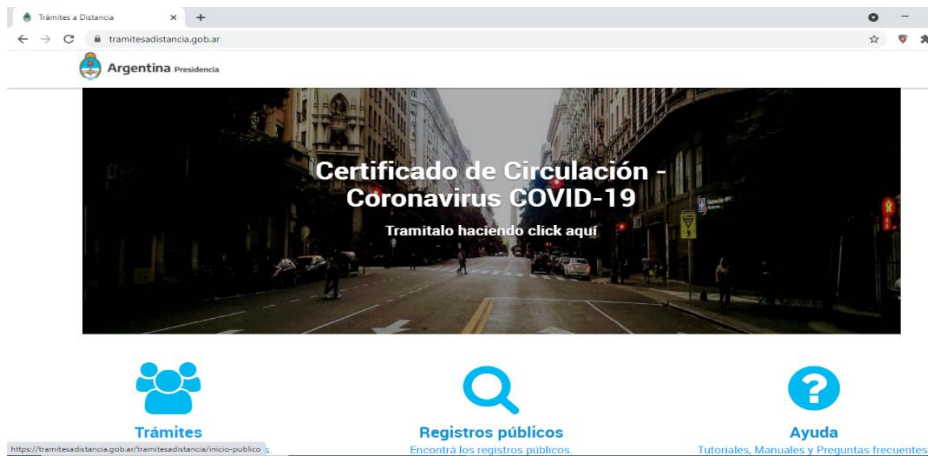 Trámites a Distancia
tramitesadistancia.gob.ar
Argentina Presidencia
Certificado de Circulación -
Coronavirus COVID-19
Tramitalo haciendo click aquí
Trámites
Registros públicos
Ayuda
https://tramitesadistancia.gob.ar/tramitesadistancia/inicio-publico
s.
Encontrá los registros públicos.
Tutoriales, Manuales y Preguntas frecuentes